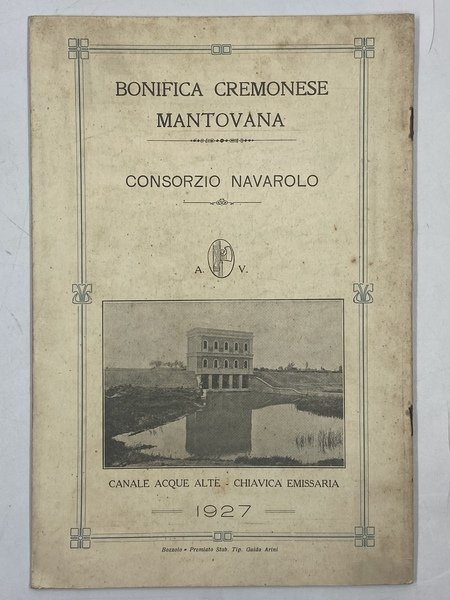 BONIFICA CREMONESE
MANTOVANA
CONSORZIO NAVAROLO
A. V.
CANALE ACQUE ALTE - CHIAVICA EMISSARIA
1927
Bozzolo - Premiato Stab. Tip. Guido Arini